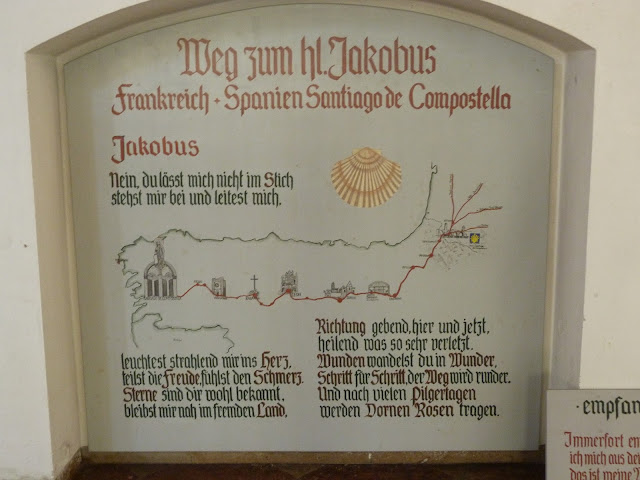 Weg zum hl. Jakobus
Frankreich - Spanien Santiago de Compostella
Jakobus
Nein, du lässt mich nicht im Stich
stehst mir bei und leitest mich,
leuchtest strahlend mir ins Herz,
teilst die Freude, fühlst den Schmerz.
Sterne sind dir wohl bekannt,
bleibst mir nah im fremden Land,
Richtung gebend, hier und jetzt,
heilend was so sehr verletzt.
Wunden wandelst du in Wunder,
Schritt für Schritt, der Weg wird runder.
Und nach vielen Pilgertagen
werden Dornen Rosen tragen.
· empfan
Immerfort em
ich mich aus dei
das ist meine